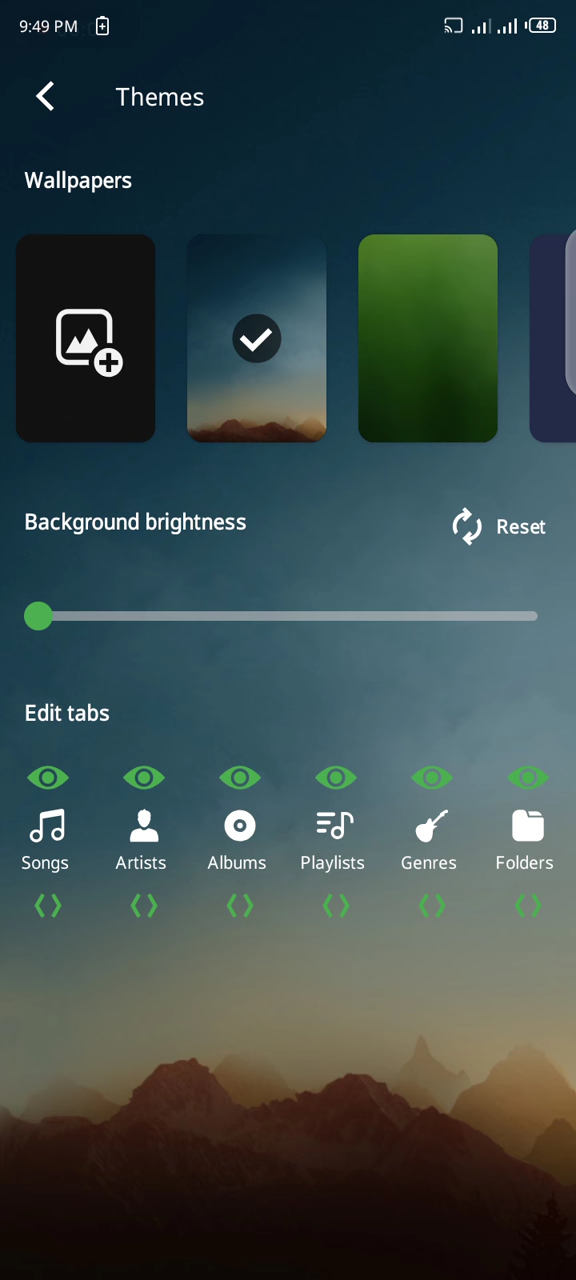 9:49 PM 48
Themes
Wallpapers
Background brightness
Reset
Edit tabs
Songs Artists Albums Playlists Genres Folders